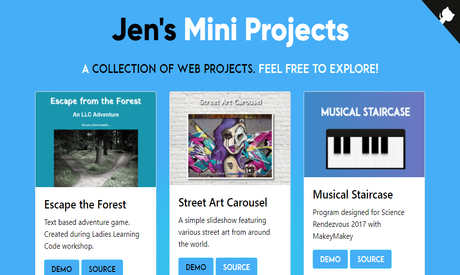 Jen's Mini Projects
A COLLECTION OF WEB PROJECTS. FEEL FREE TO EXPLORE!
Escape from the Forest
An LLC Adventure
Street Art Carousel
MUSICAL STAIRCASE
Escape the Forest
Text based adventure game.
Created during Ladies Learning
Code workshop.
DEMO SOURCE
Street Art Carousel
A simple slideshow featuring
various street art from around
the world.
DEMO SOURCE
Musical Staircase
Program designed for Science
Rendezvous 2017 with
MakeyMakey
DEMO SOURCE